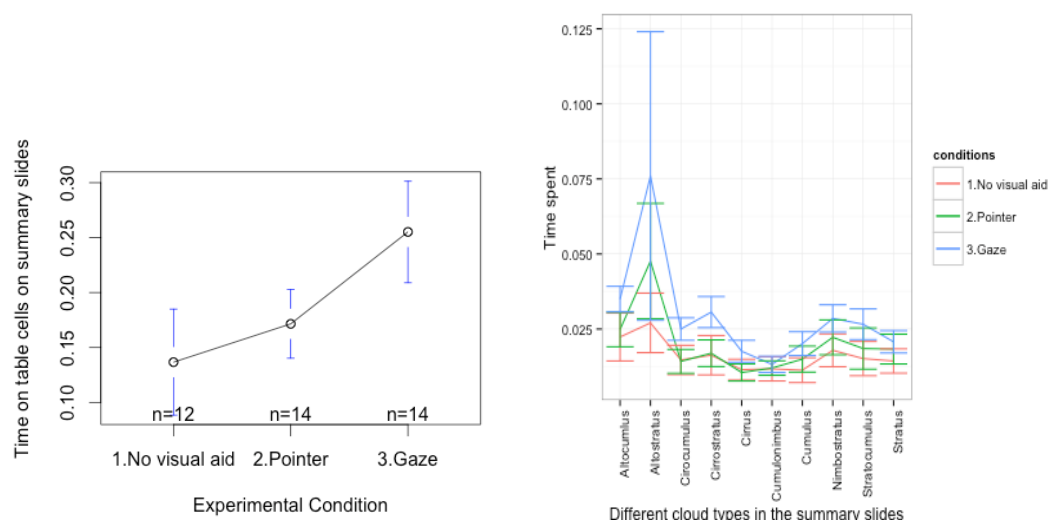 Time on table cells on summary slides
0.30
0.25
0.20
0.15
0.10
n=12
n=14
n=14
1.No visual aid
2.Pointer
3.Gaze
Experimental Condition
Time spent
0.125
0.100
0.075
0.050
0.025
Altocumlus
Altostratus
Cirocumulus
Cirrostratus
Cirrus
Cumulonimbus
Cumulus
Nimbostratus
Stratocumulus
Stratus
Different cloud types in the summary slides
conditions
1.No visual aid
2.Pointer
3.Gaze